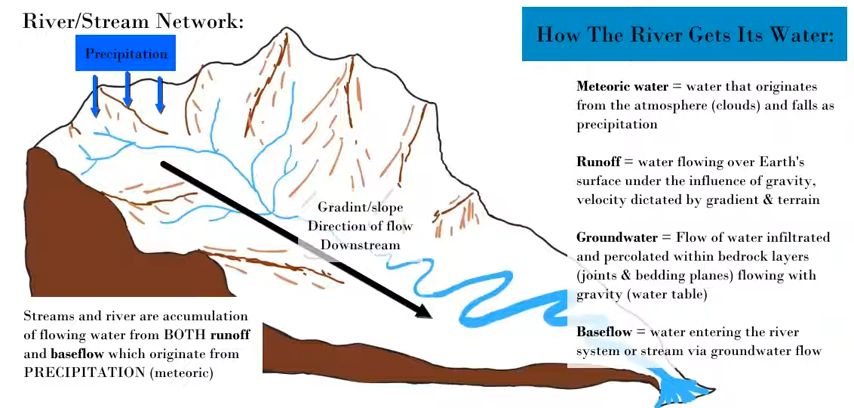 River/Stream Network:
Precipitation
How The River Gets Its Water:
Meteoric water = water that originates
from the atmosphere (clouds) and falls as
precipitation
Runoff = water flowing over Earth's
surface under the influence of gravity,
velocity dictated by gradient & terrain
Groundwater = Flow of water infiltrated
and percolated within bedrock layers
(joints & bedding planes) flowing with
gravity (water table)
Baseflow = water entering the river
system or stream via groundwater flow
Gradint/slope
Direction of flow
Downstream
Streams and river are accumulation
of flowing water from BOTH runoff
and baseflow which originate from
PRECIPITATION (meteoric)